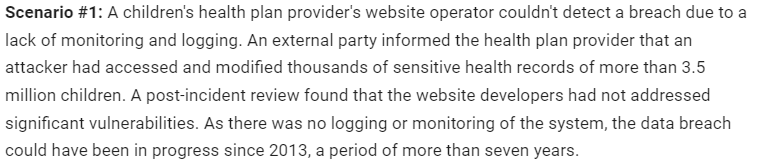 Scenario #1: A children's health plan provider's website operator couldn't detect a breach due to a
lack of monitoring and logging. An external party informed the health plan provider that an
attacker had accessed and modified thousands of sensitive health records of more than 3.5
million children. A post-incident review found that the website developers had not addressed
significant vulnerabilities. As there was no logging or monitoring of the system, the data breach
could have been in progress since 2013, a period of more than seven years.